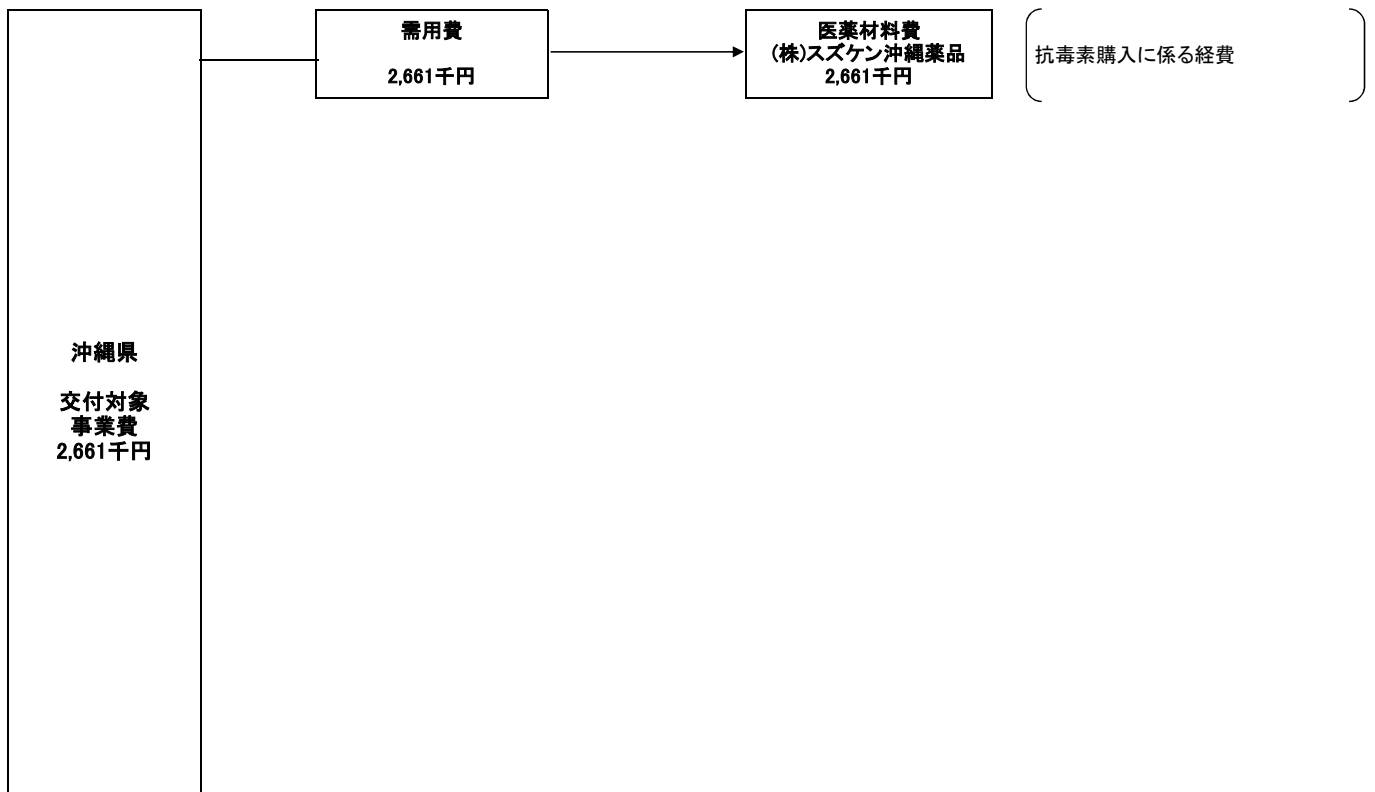 需用費
2,661千円
医薬材料費
(株)スズケン沖縄薬品
2,661千円
抗毒素購入に係る経費
沖縄県
交付対象
事業費
2,661千円